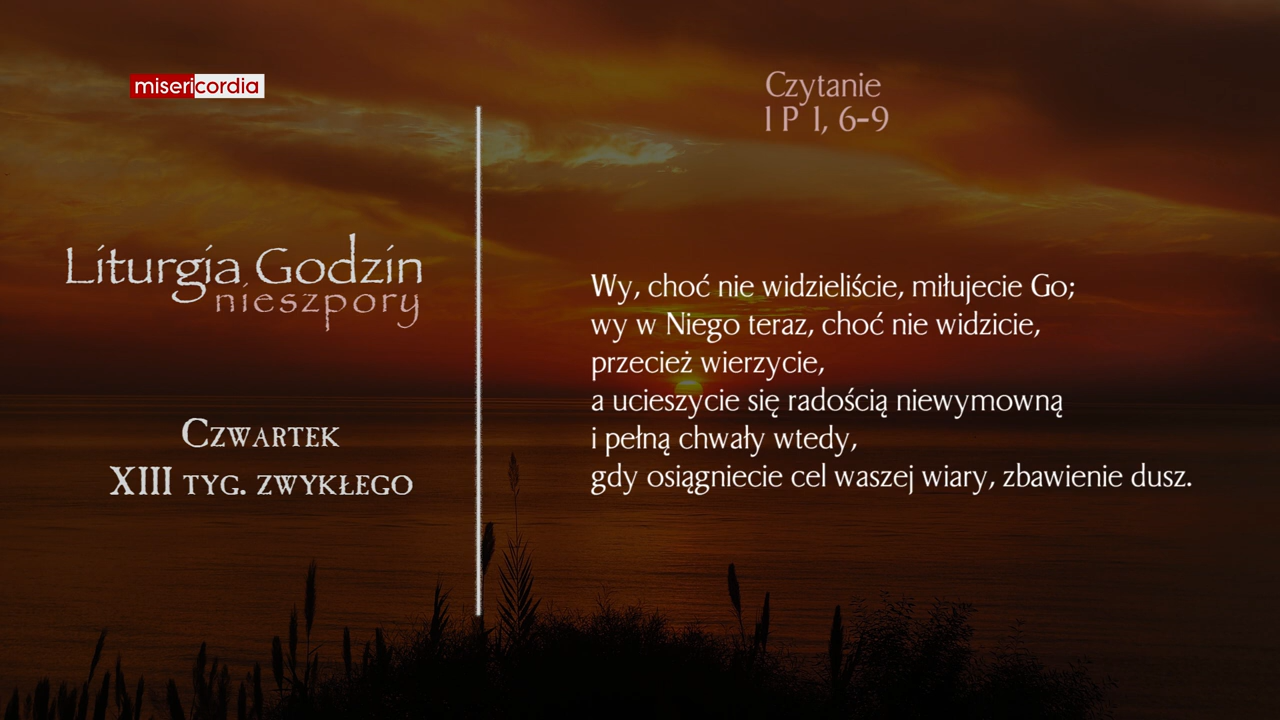 misericordia
Liturgia Godzin
nieszpory
Czwartek
XIII tyg. zwykłego
Czytanie
1 P 1, 6-9
Wy, choć nie widzieliście, miłujecie Go;
wy w Niego teraz, choć nie widzicie,
przecież wierzycie,
a ucieszycie się radością niewymowną
i pełną chwały wtedy,
gdy osiągniecie cel waszej wiary, zbawienie dusz.